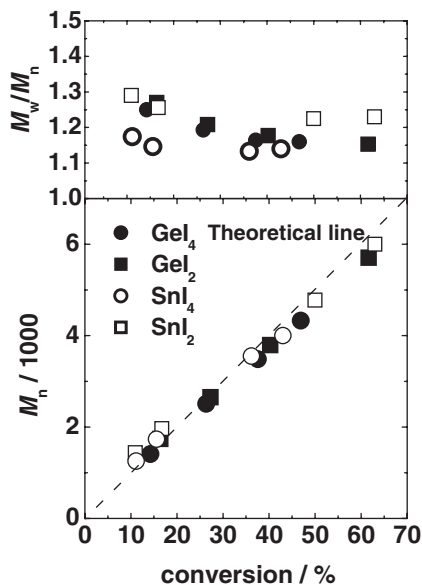 1.5
1.4
1.3
1.2
1.1
1.0
Mw/Mn
GeI4 Theoretical line
GeI2
SnI4
SnI2
6
4
2
0
Mn / 1000
0 10 20 30 40 50 60 70
conversion / %